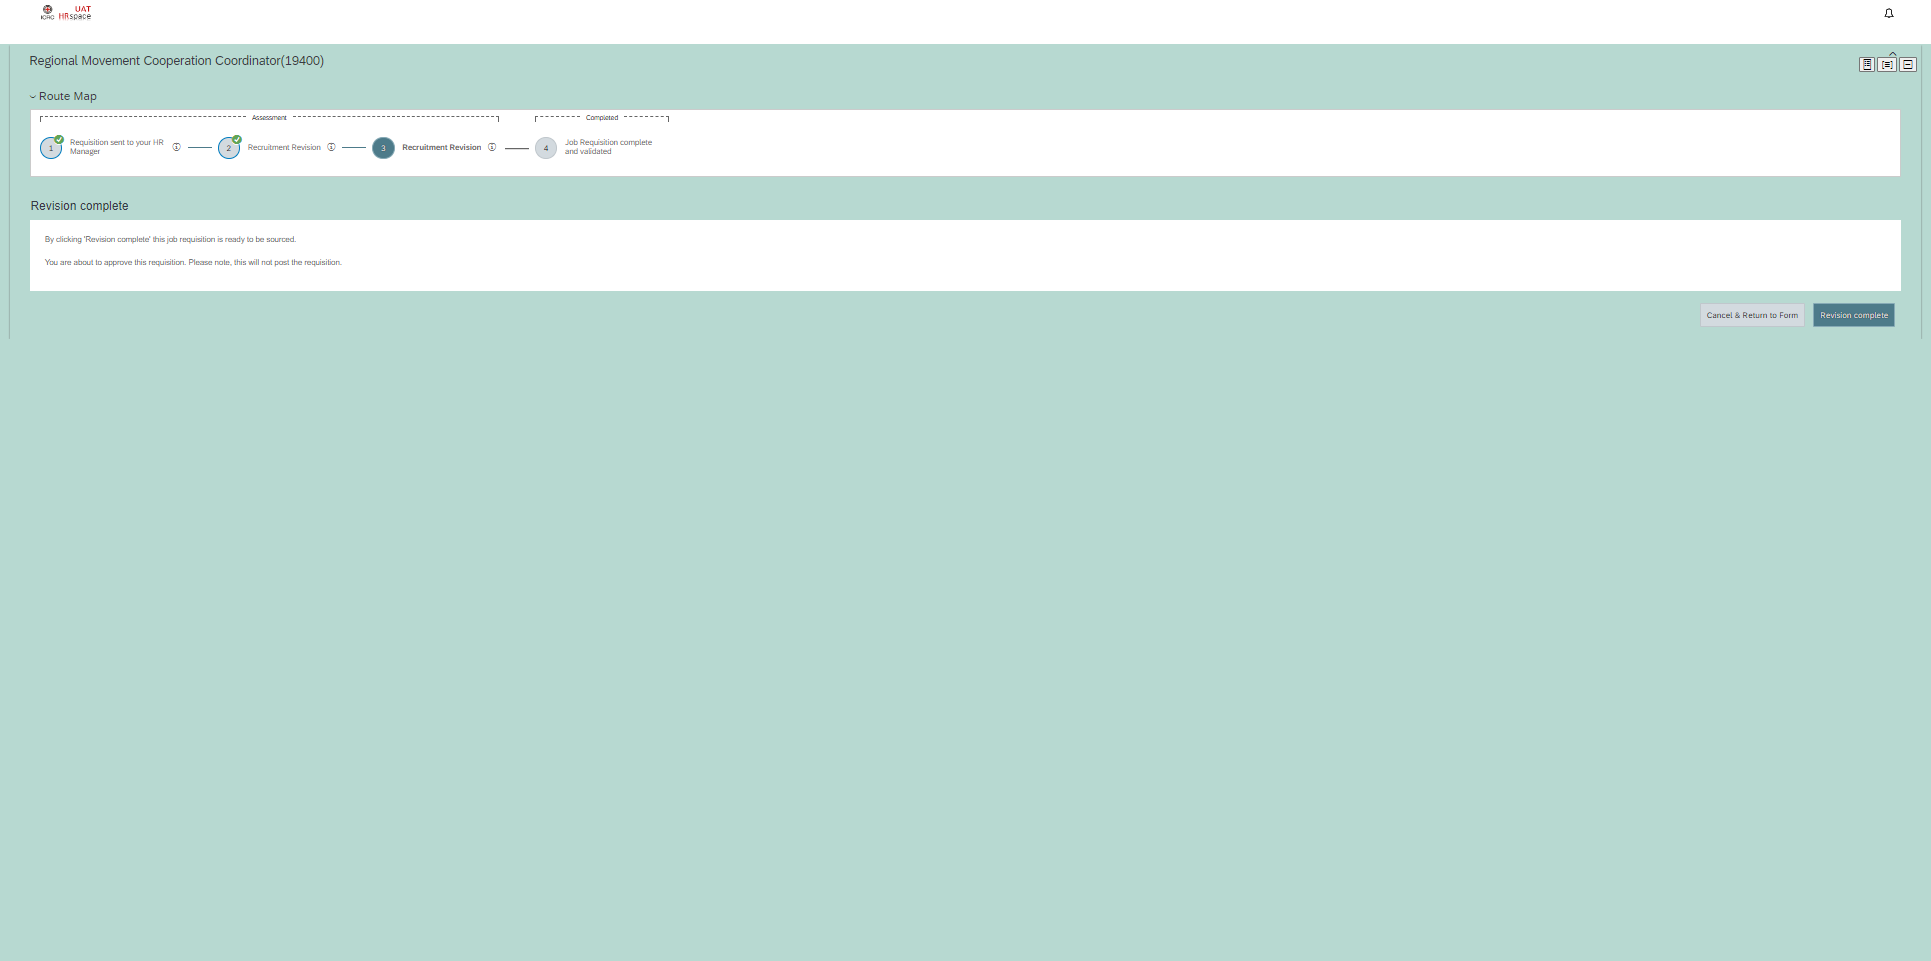 ICRC UAT
HRspace
Regional Movement Cooperation Coordinator(19400)
Route Map
Assessment
Completed
1 Requisition sent to your HR
Manager
2 Recruitment Revision
3 Recruitment Revision
4 Job Requisition complete
and validated
Revision complete
By clicking 'Revision complete' this job requisition is ready to be sourced.
You are about to approve this requisition. Please note, this will not post the requisition.
Cancel & Return to Form
Revision complete